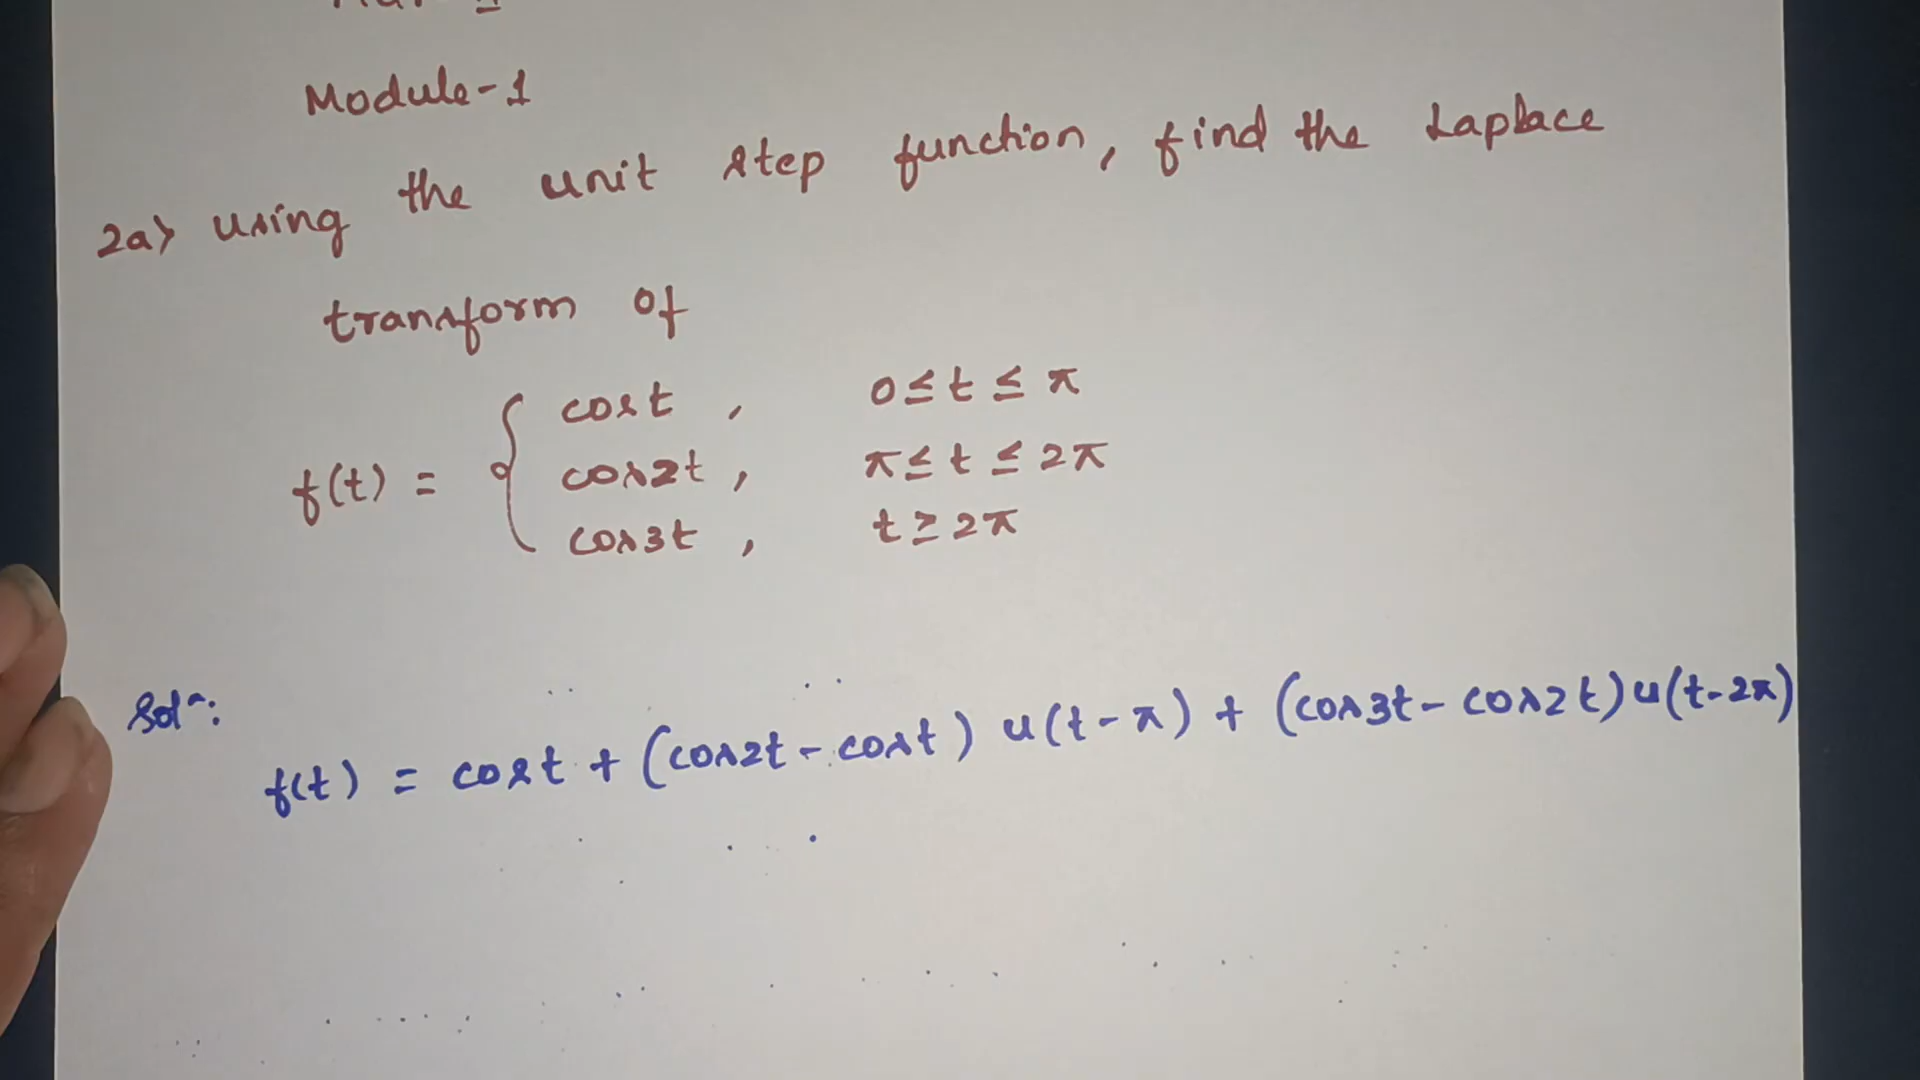 Module-1
2a) using the unit step function, find the Laplace
transform of
f(t) = { cost , 0≤t≤π
cos2t , π≤t≤2π
cos3t , t≥2π
Solⁿ:
f(t) = cost + (cos2t - cost) u(t-π) + (cos3t - cos2t) u(t-2π)